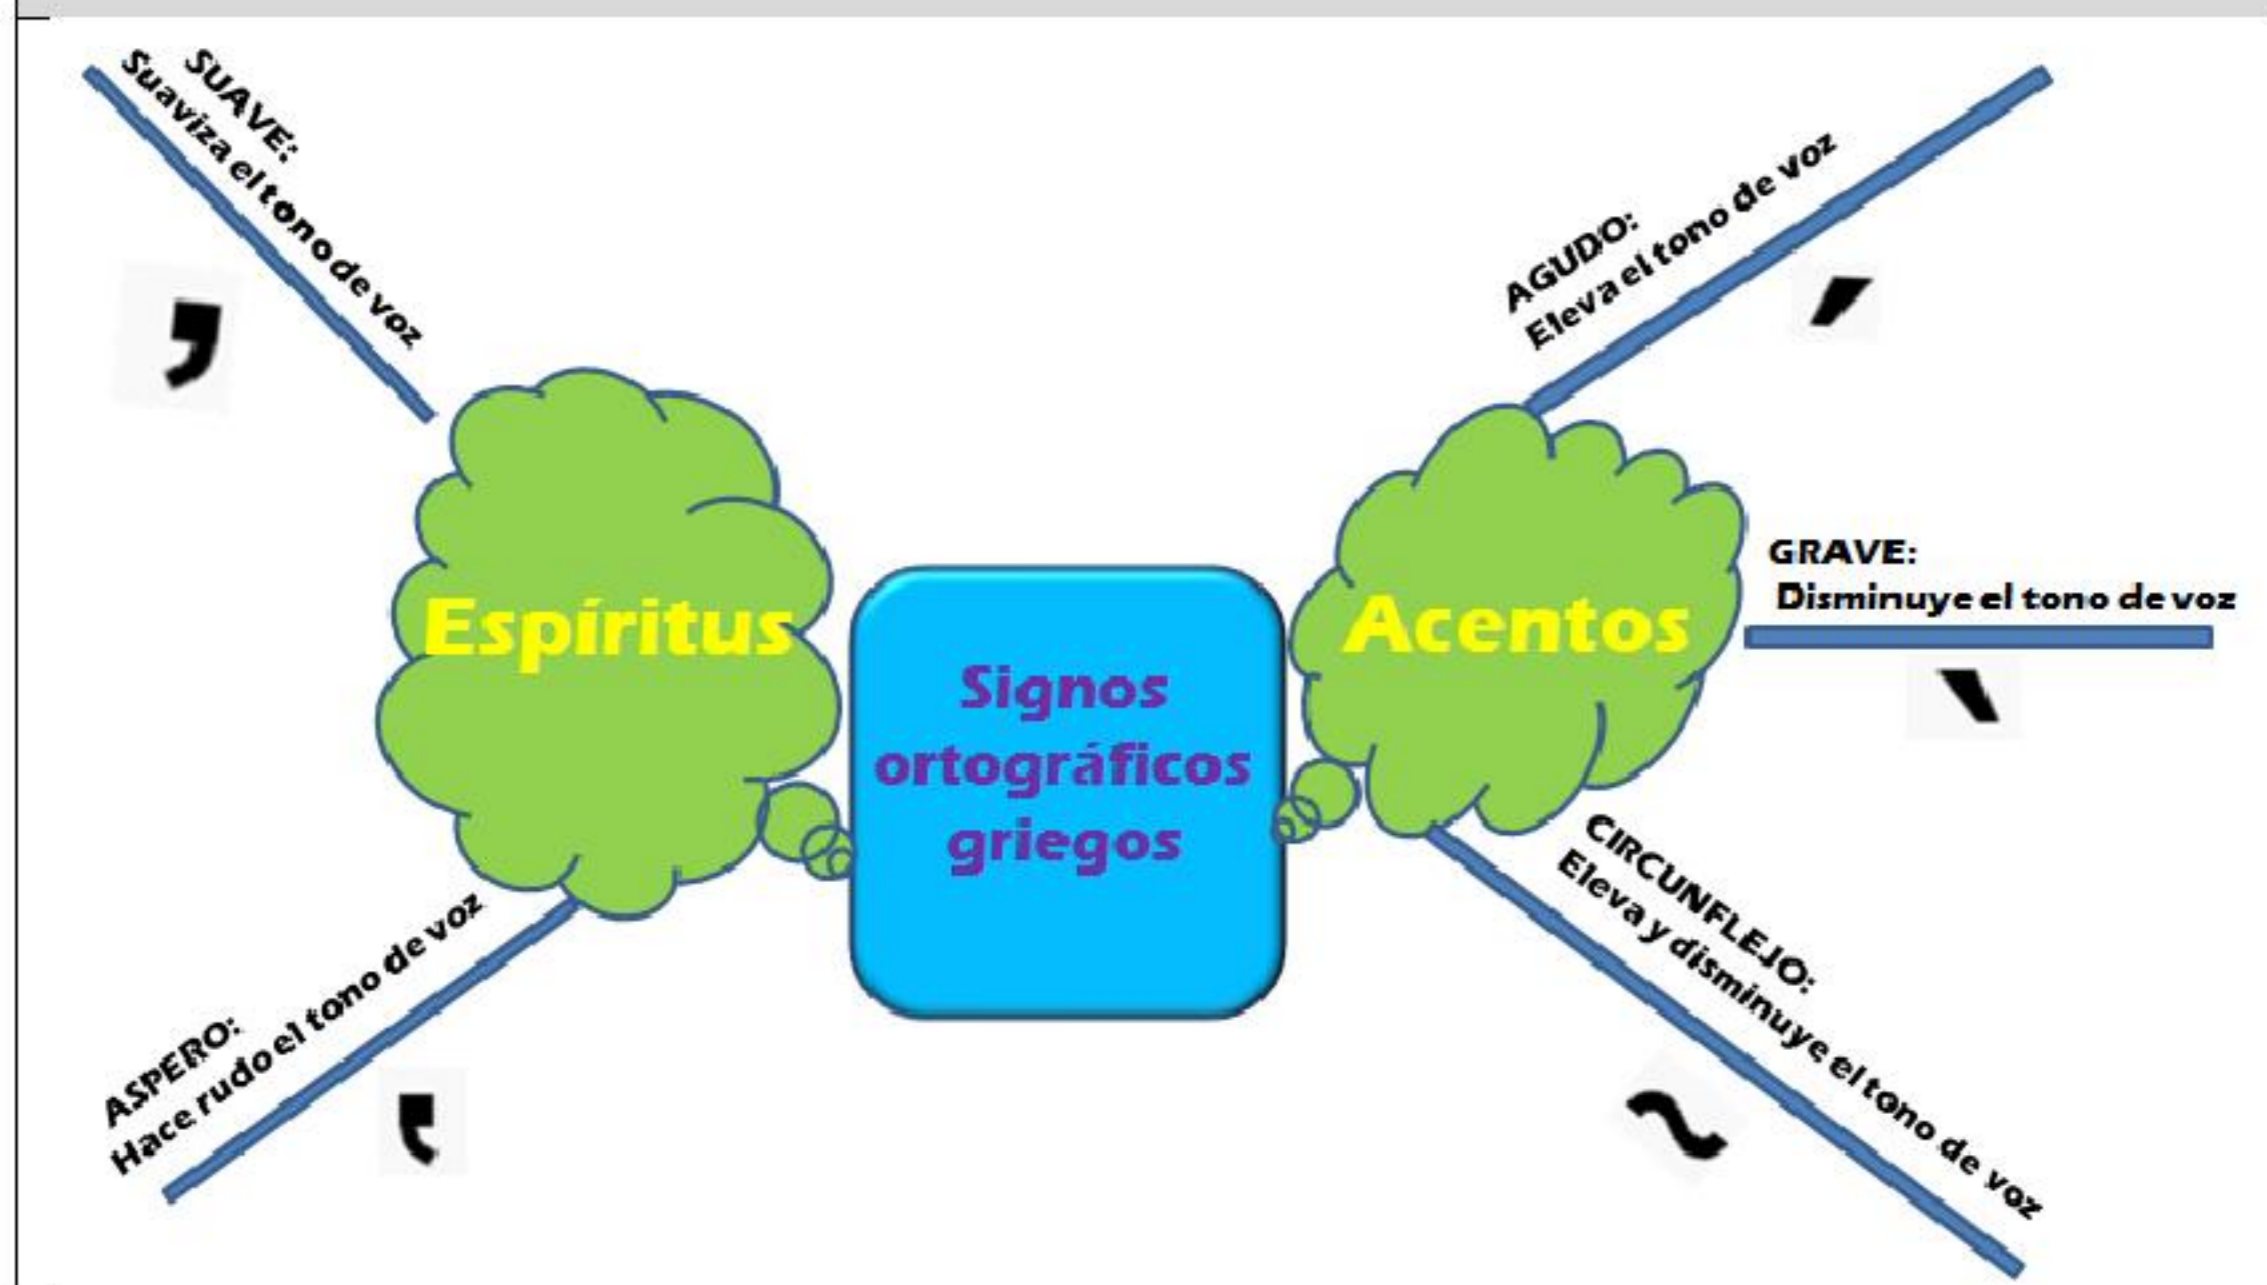 SUAVE:
Suaviza el tono de voz
,
Espíritus
ASPERO:
Hace rudo el tono de voz
Signos
ortográficos
griegos
Acentos
AGUDO:
Eleva el tono de voz
´
GRAVE:
Disminuye el tono de voz
`
CIRCUNFLEJO:
Eleva y disminuye el tono de voz
~